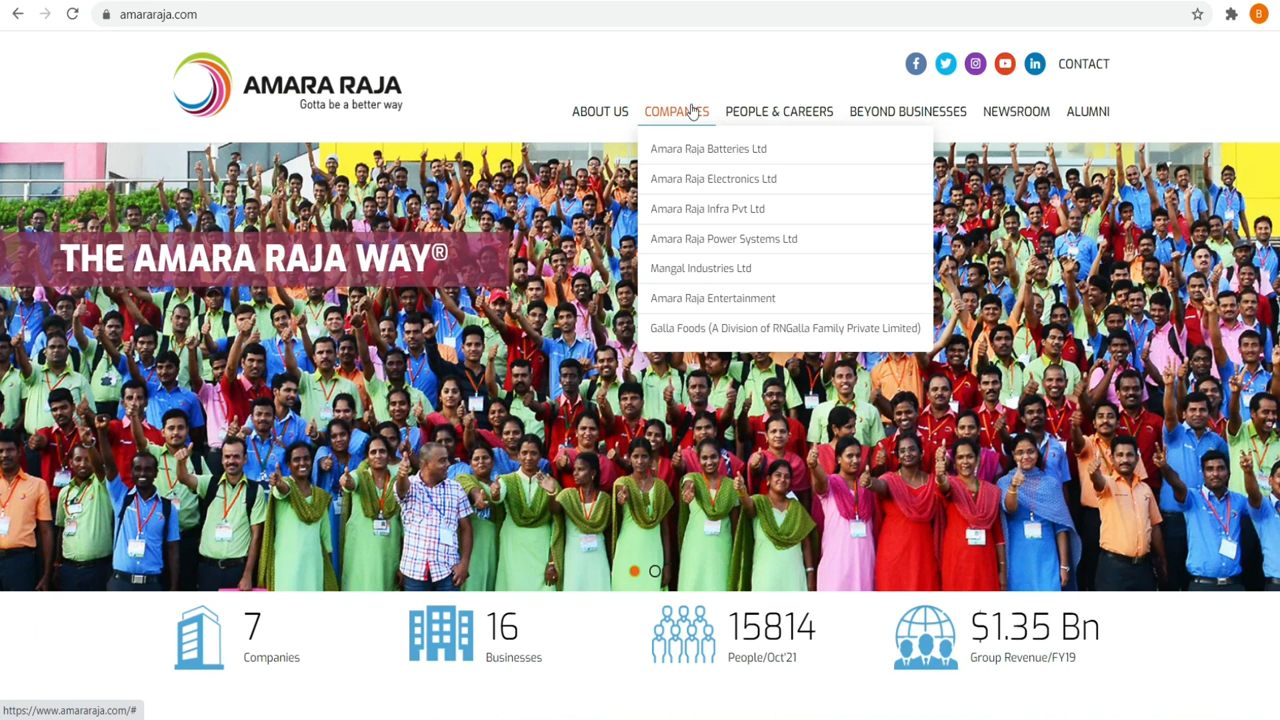 amararaja.com
B
AMARA RAJA
Gotta be a better way
CONTACT
ABOUT US COMPANIES PEOPLE & CAREERS BEYOND BUSINESSES NEWSROOM ALUMNI
Amara Raja Batteries Ltd
Amara Raja Electronics Ltd
Amara Raja Infra Pvt Ltd
Amara Raja Power Systems Ltd
Mangal Industries Ltd
Amara Raja Entertainment
Galla Foods (A Division of RNGalla Family Private Limited)
THE AMARA RAJA WAY®
7
Companies
16
Businesses
15814
People/Oct'21
$1.35 Bn
Group Revenue/FY19
https://www.amararaja.com/#